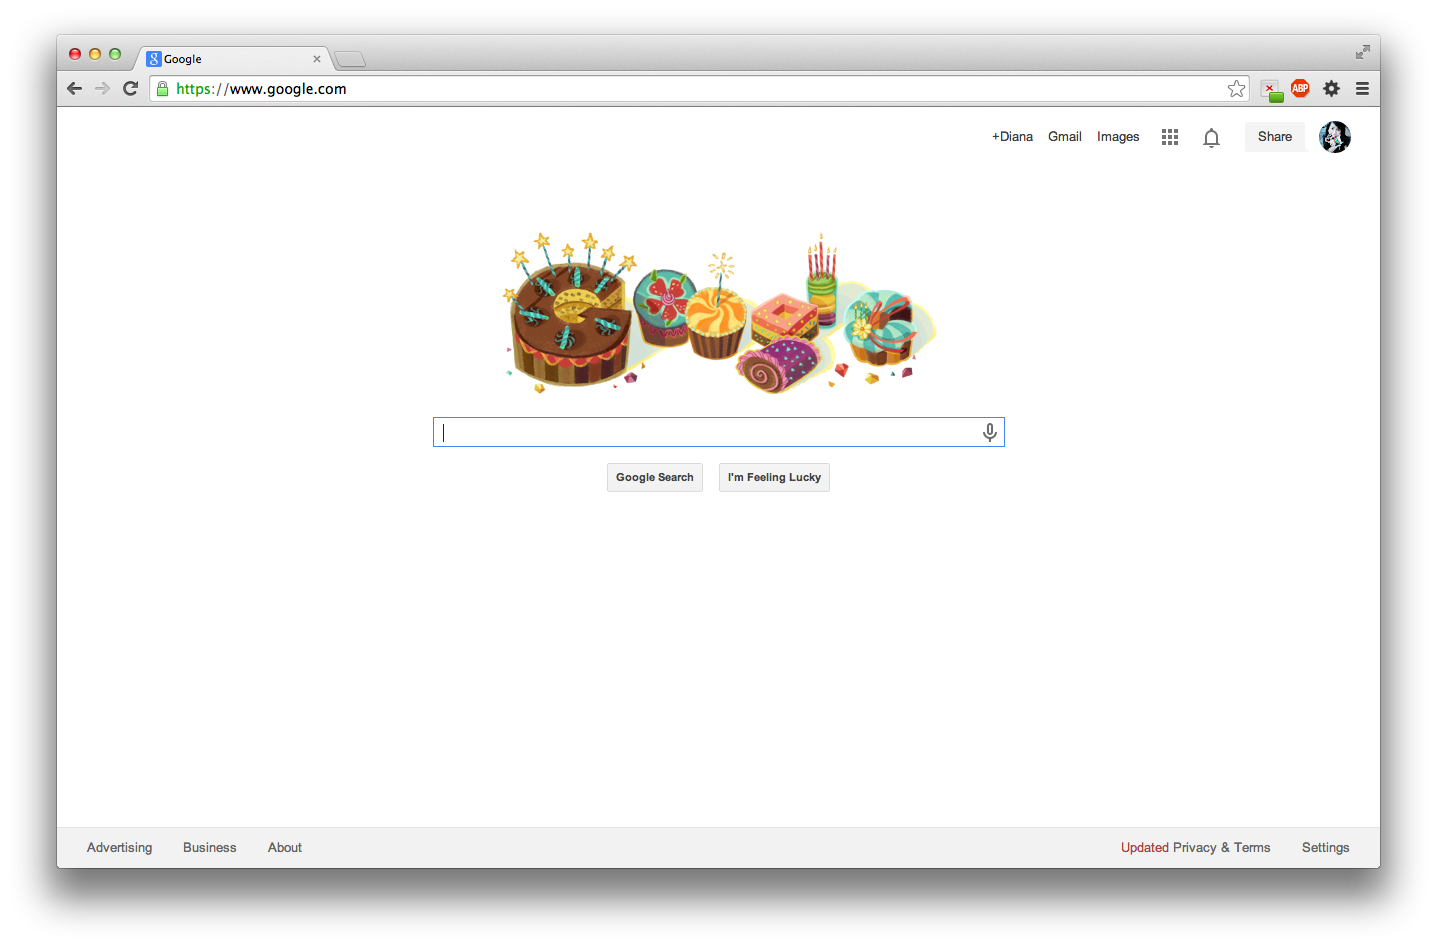 Google
https://www.google.com
ABP
+Diana Gmail Images Share
Google Search I'm Feeling Lucky
Advertising Business About Updated Privacy & Terms Settings